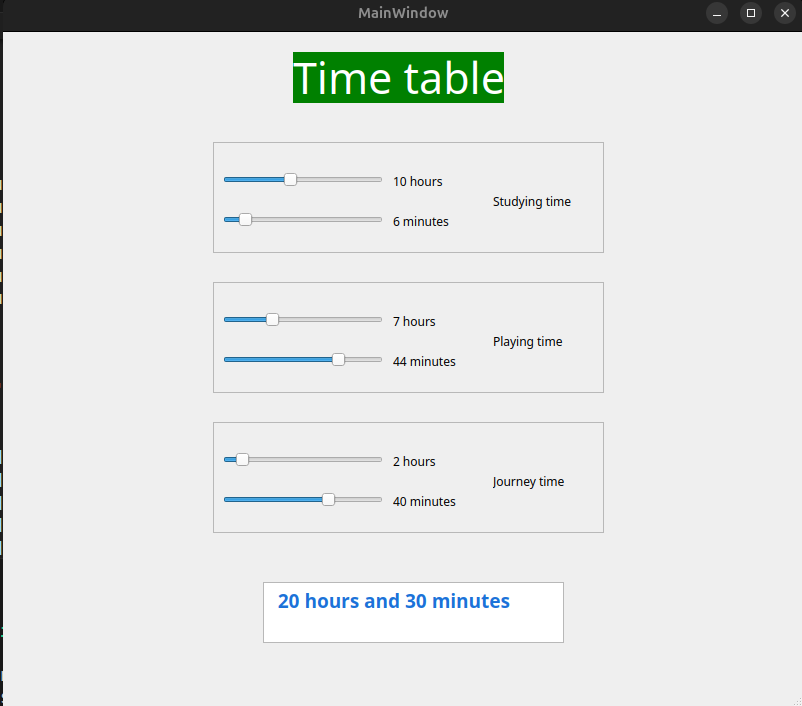 MainWindow
Time table
10 hours
Studying time
6 minutes
7 hours
Playing time
44 minutes
2 hours
Journey time
40 minutes
20 hours and 30 minutes